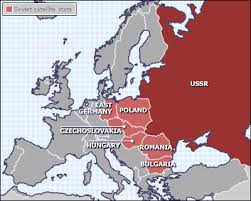 Soviet satellite state
USSR
EAST
GERMANY
POLAND
CZECHOSLOVAKIA
HUNGARY
ROMANIA
BULGARIA